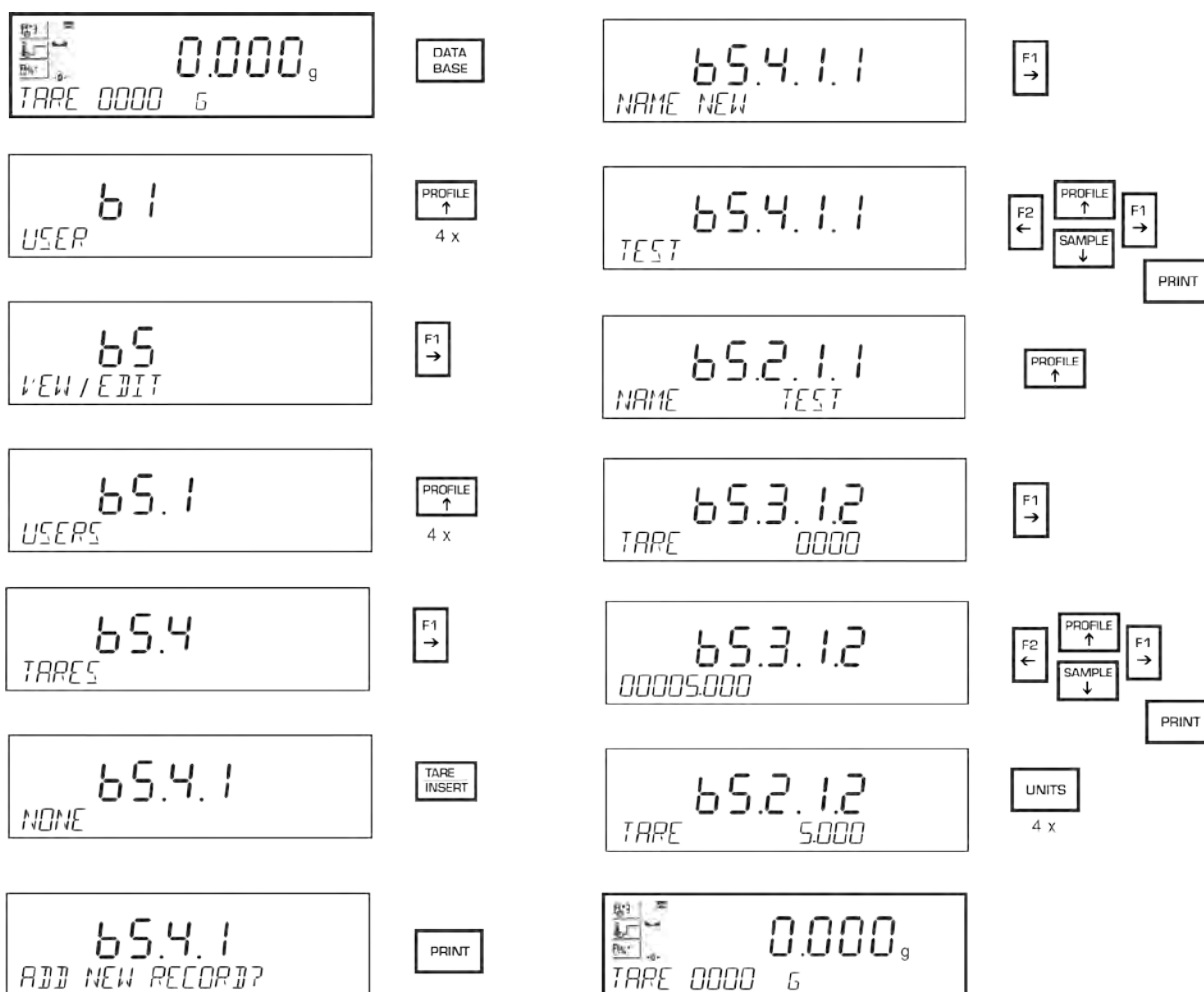 0.000 g
TARE 0000 G
DATA
BASE
b 1
USER
PROFILE
↑
4 x
b5
VIEW / EDIT
F1
→
b5.1
USERS
PROFILE
↑
4 x
b5.4
TARES
F1
→
b5.4.1
NONE
TARE
INSERT
b5.4.1
ADD NEW RECORD?
PRINT
b5.4.1.1
NAME NEW
F1
→
b5.4.1.1
TEST
F2
←
PROFILE
↑
SAMPLE
↓
F1
→
PRINT
b5.2.1.1
NAME TEST
PROFILE
↑
b5.3.1.2
TARE 0000
F1
→
b5.3.1.2
00005.000
F2
←
PROFILE
↑
SAMPLE
↓
F1
→
PRINT
b5.2.1.2
TARE 5.000
UNITS
4 x
0.000 g
TARE 0000 G